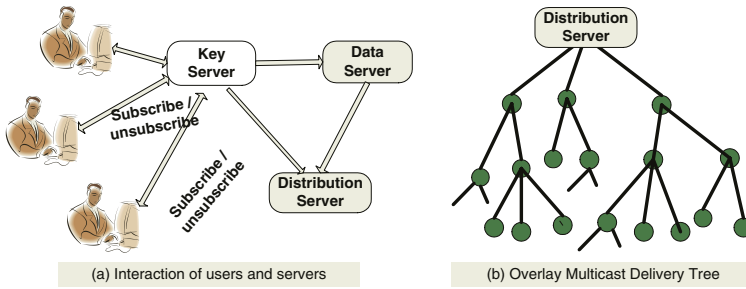 Key
Server
Data
Server
Subscribe /
unsubscribe
Subscribe /
unsubscribe
Distribution
Server
(a) Interaction of users and servers
Distribution
Server
(b) Overlay Multicast Delivery Tree